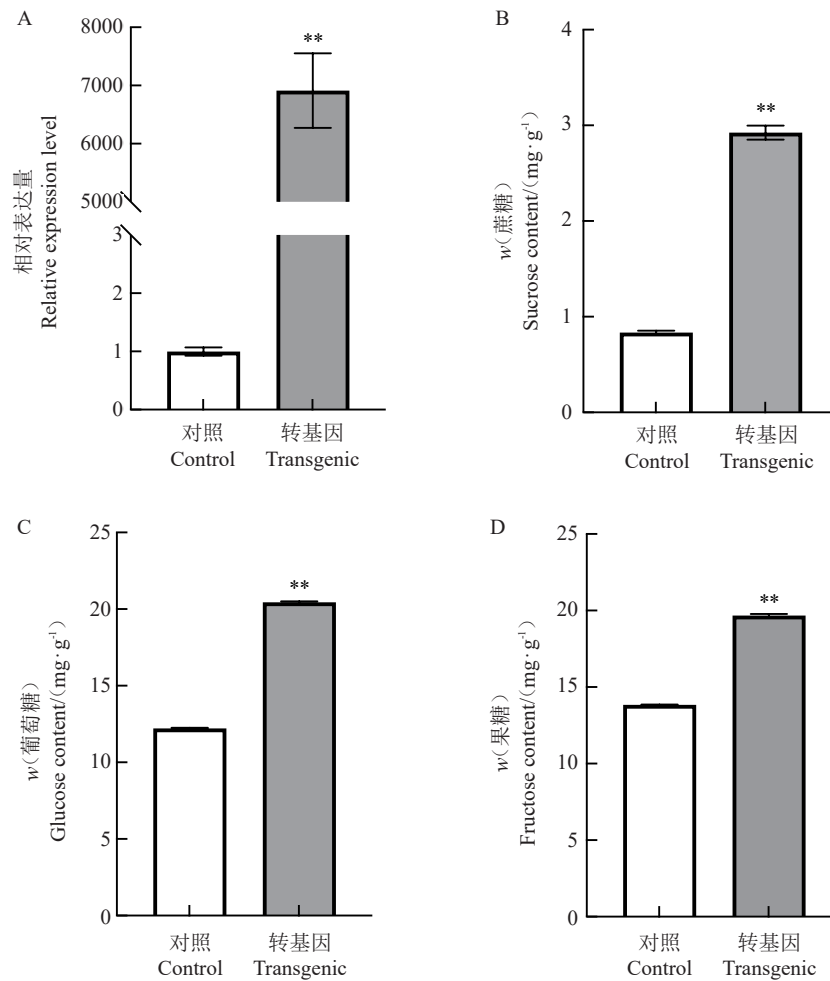 A
相对表达量
Relative expression level
8000
7000
6000
5000
3
2
1
0
**
对照
Control
转基因
Transgenic
B
w(蔗糖)
Sucrose content/(mg·g⁻¹)
4
3
2
1
0
**
对照
Control
转基因
Transgenic
C
w(葡萄糖)
Glucose content/(mg·g⁻¹)
25
20
15
10
5
0
**
对照
Control
转基因
Transgenic
D
w(果糖)
Fructose content/(mg·g⁻¹)
25
20
15
10
5
0
**
对照
Control
转基因
Transgenic